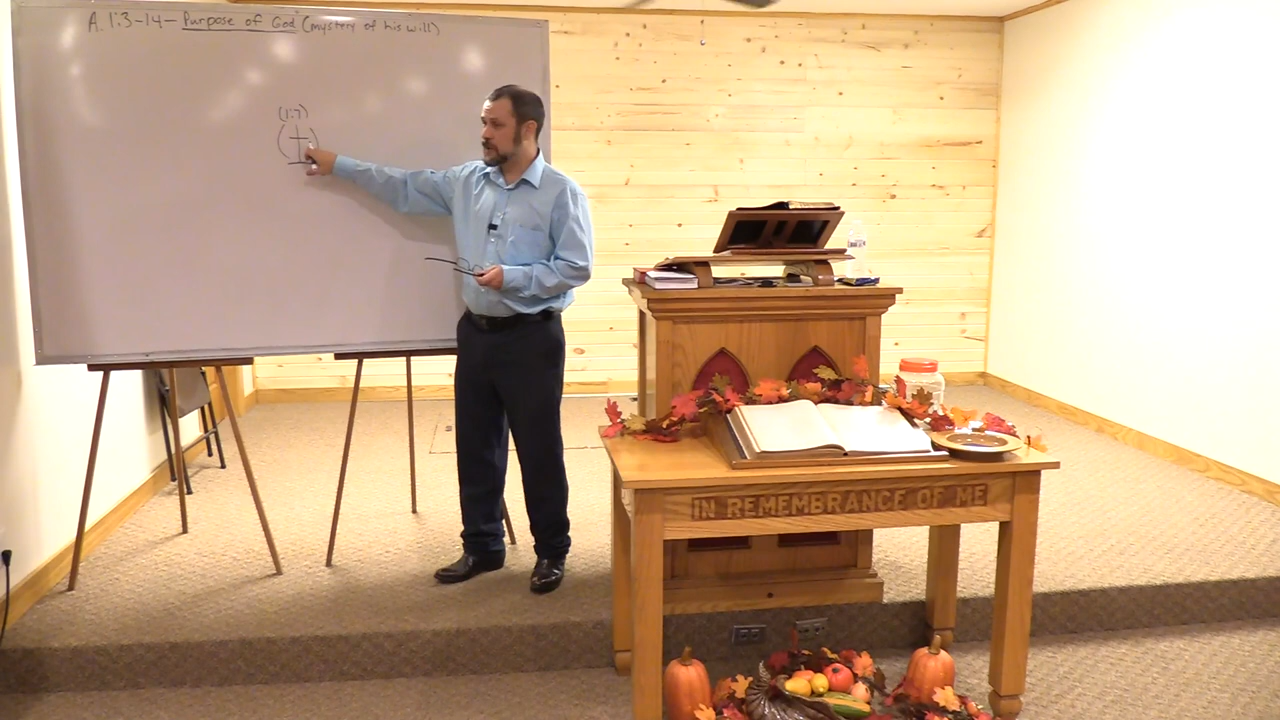 A. 1:3-14 - Purpose of God (mystery of his will)
(1:7)
IN REMEMBRANCE OF ME